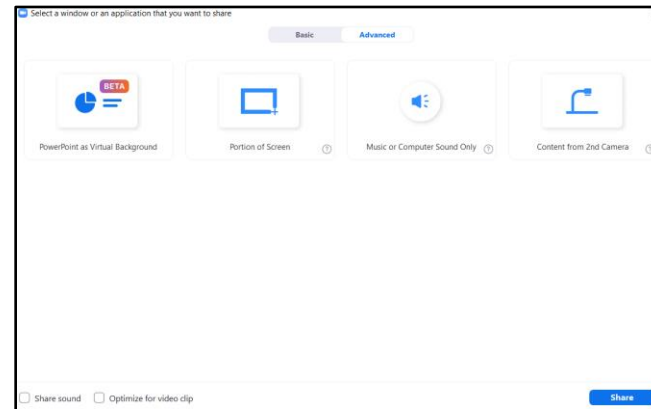 Select a window or an application that you want to share
Basic
Advanced
BETA
PowerPoint as Virtual Background
Portion of Screen
Music or Computer Sound Only
Content from 2nd Camera
Share sound
Optimize for video clip
Share